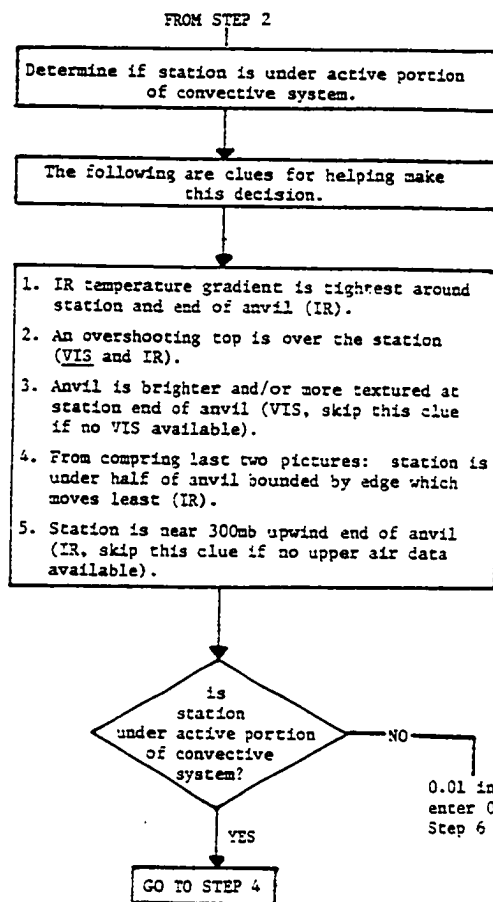 FROM STEP 2
Determine if station is under active portion
of convective system.
The following are clues for helping make
this decision.
1. IR temperature gradient is tightest around
station and end of anvil (IR).
2. An overshooting top is over the station
(VIS and IR).
3. Anvil is brighter and/or more textured at
station end of anvil (VIS, skip this clue
if no VIS available).
4. From compring last two pictures: station is
under half of anvil bounded by edge which
moves least (IR).
5. Station is near 300mb upwind end of anvil
(IR, skip this clue if no upper air data
available).
is
station
under active portion
of convective
system?
NO
0.01 in
enter 0
Step 6
YES
GO TO STEP 4